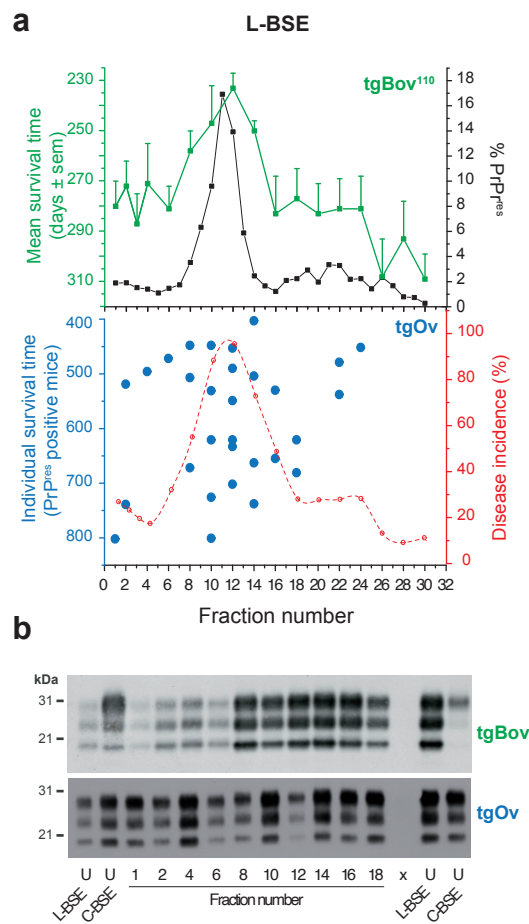 a
L-BSE
tgBov110
230
250
270
290
310
Mean survival time
(days ± sem)
18
16
14
12
10
8
6
4
2
0
% PrPres
tgOv
400
500
600
700
800
Individual survival time
(PrPres positive mice)
100
80
60
40
20
0
Disease incidence (%)
0 2 4 6 8 10 12 14 16 18 20 22 24 26 28 30 32
Fraction number
b
kDa
31
21
tgBov
31
21
tgOv
U U 1 2 4 6 8 10 12 14 16 18 x U U
L-BSE C-BSE Fraction number L-BSE C-BSE